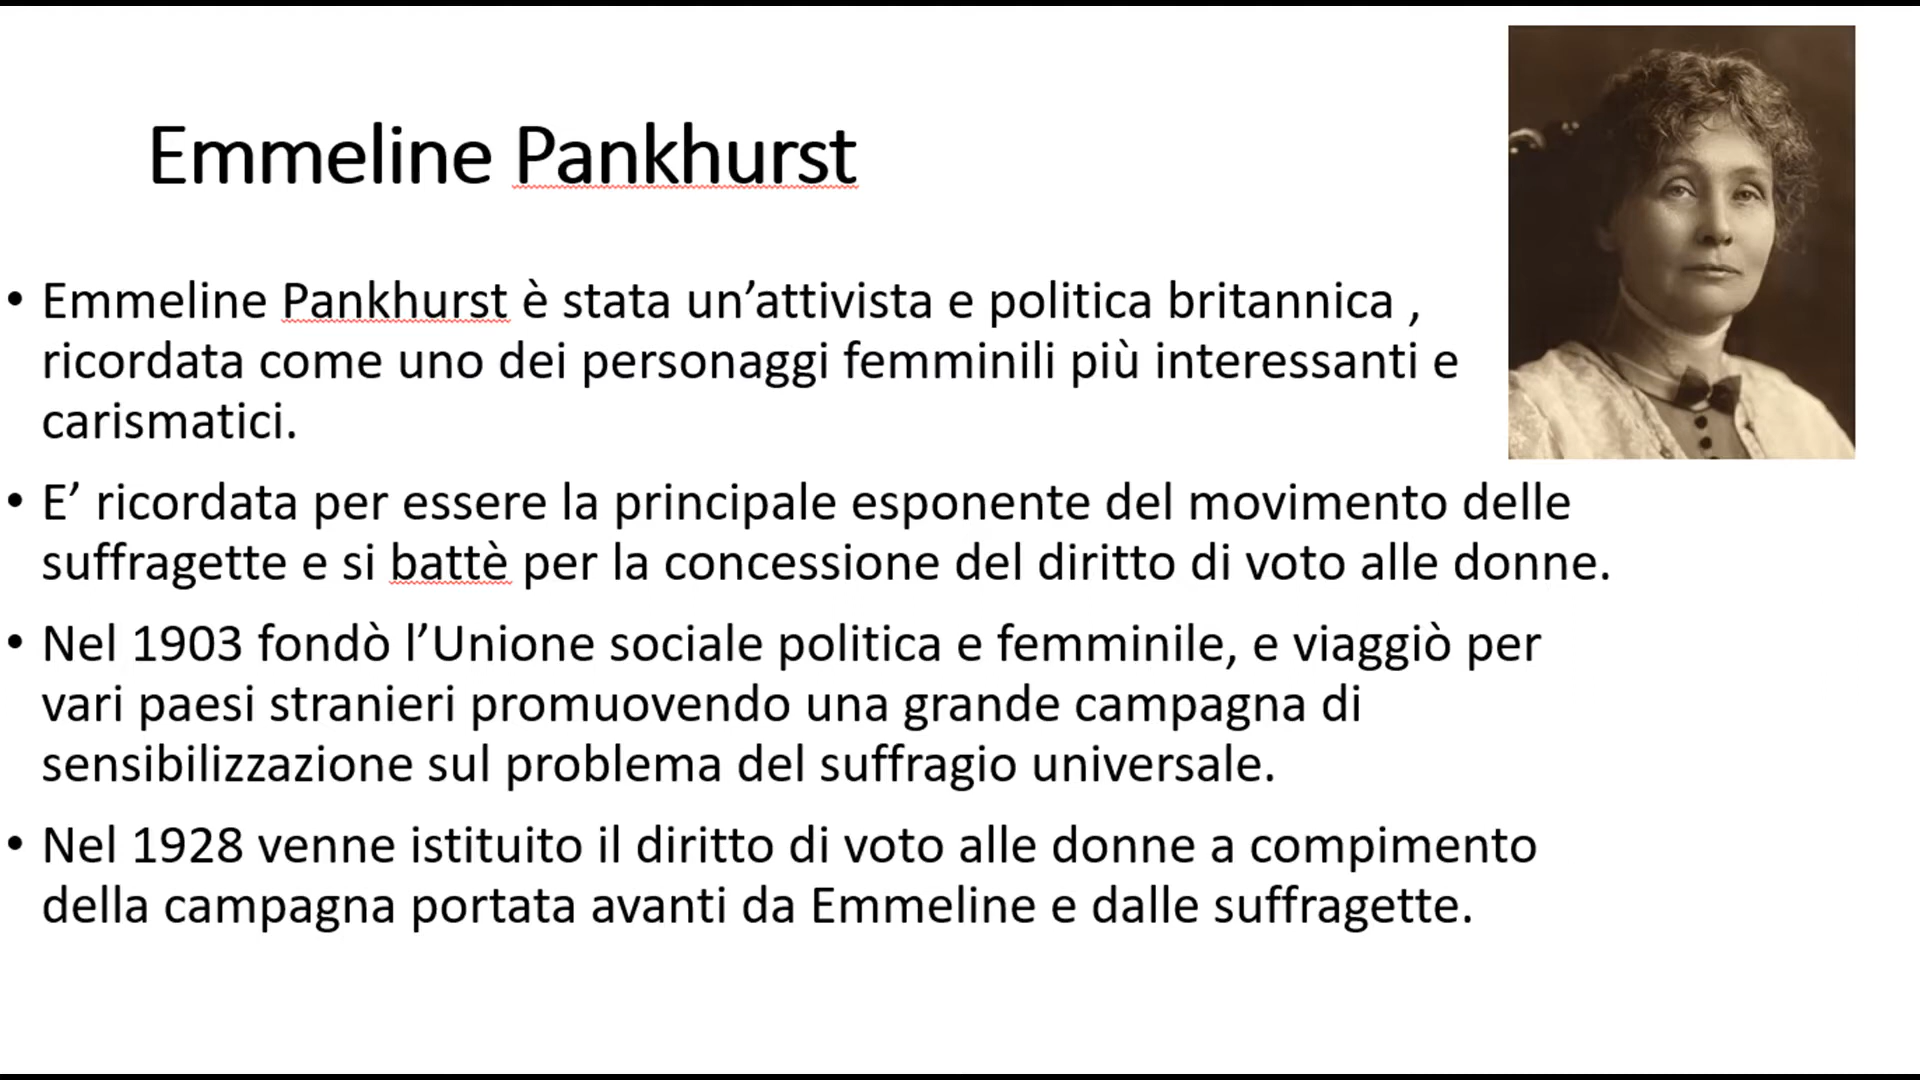 Emmeline Pankhurst
• Emmeline Pankhurst è stata un’attivista e politica britannica ,
ricordata come uno dei personaggi femminili più interessanti e
carismatici.
• E’ ricordata per essere la principale esponente del movimento delle
suffragette e si battè per la concessione del diritto di voto alle donne.
• Nel 1903 fondò l’Unione sociale politica e femminile, e viaggiò per
vari paesi stranieri promuovendo una grande campagna di
sensibilizzazione sul problema del suffragio universale.
• Nel 1928 venne istituito il diritto di voto alle donne a compimento
della campagna portata avanti da Emmeline e dalle suffragette.